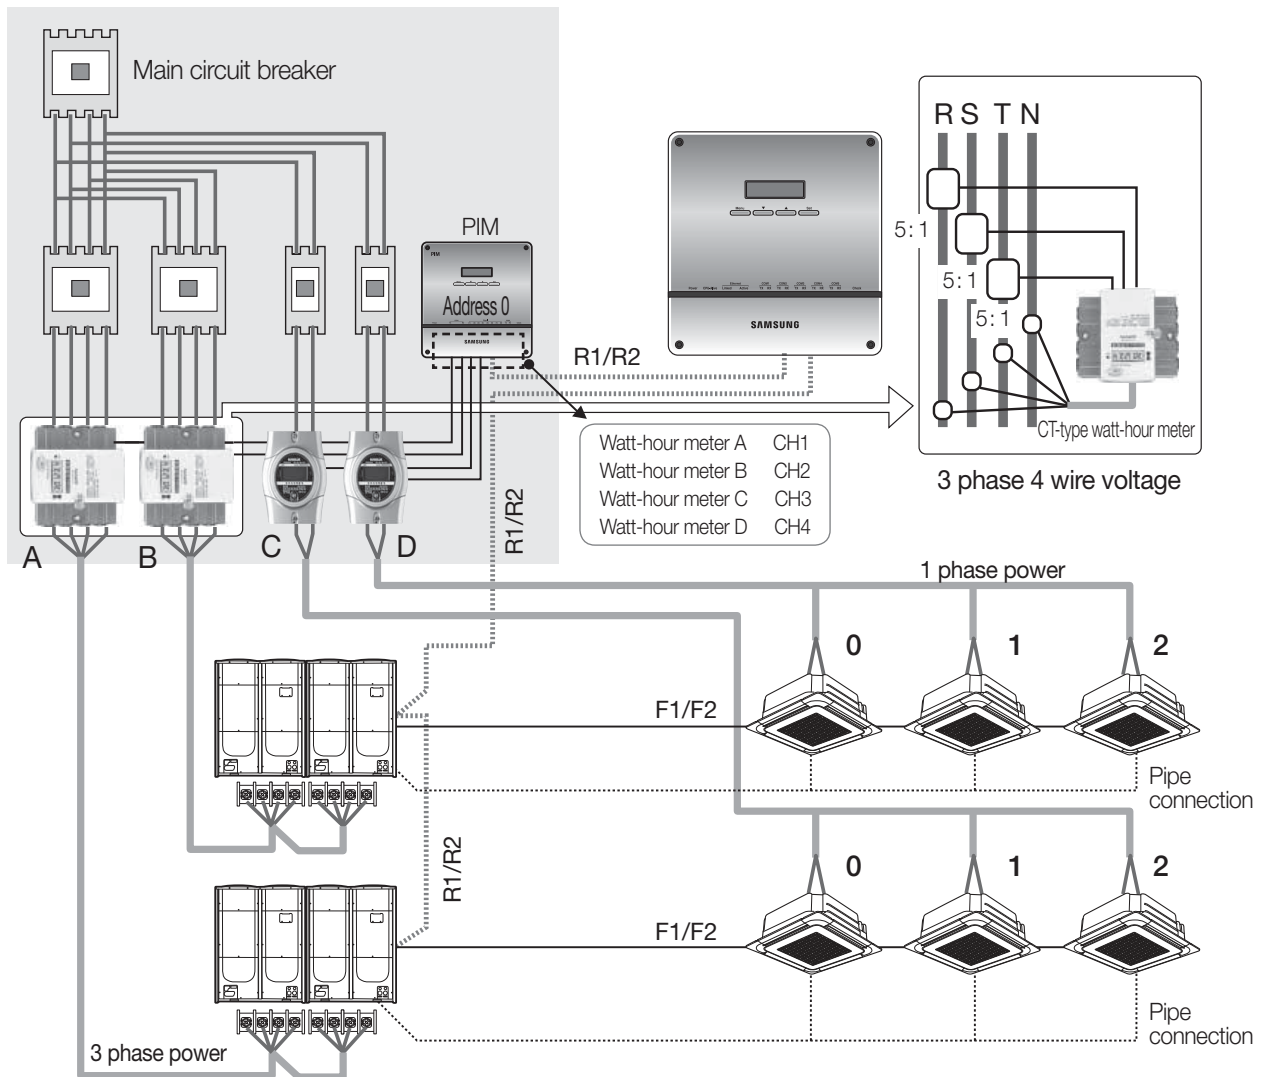 Main circuit breaker
PIM
PIM
Address 0
SAMSUNG
R1/R2
Menu
Set
SAMSUNG
R S T N
5:1
5:1
5:1
CT-type watt-hour meter
3 phase 4 wire voltage
Watt-hour meter A CH1
Watt-hour meter B CH2
Watt-hour meter C CH3
Watt-hour meter D CH4
R1/R2
A
B
C
D
1 phase power
0
1
2
F1/F2
Pipe
connection
R1/R2
0
1
2
F1/F2
Pipe
connection
3 phase power